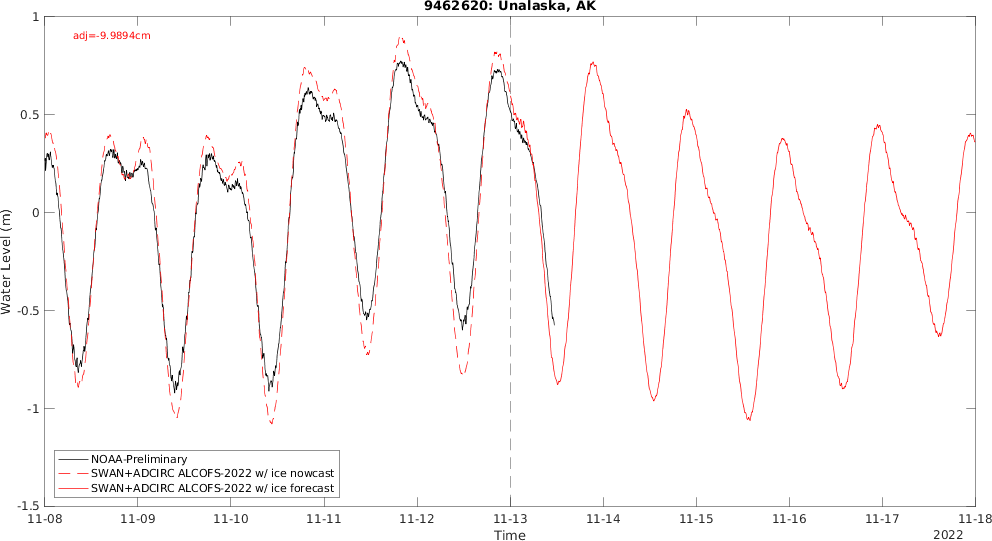 9462620: Unalaska, AK
adj=-9.9894cm
Water Level (m)
1
0.5
0
-0.5
-1
-1.5
NOAA-Preliminary
SWAN+ADCIRC ALCOFS-2022 w/ ice nowcast
SWAN+ADCIRC ALCOFS-2022 w/ ice forecast
11-08 11-09 11-10 11-11 11-12 11-13 11-14 11-15 11-16 11-17 11-18
Time
2022